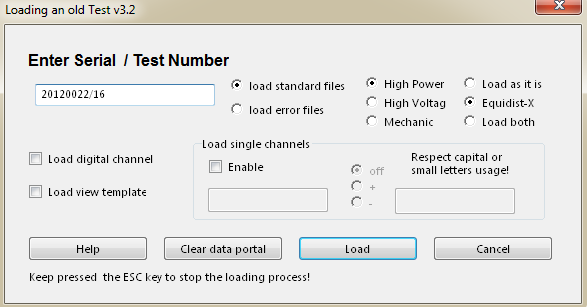 Loading an old Test v3.2
Enter Serial / Test Number
20120022/16
load standard files
load error files
High Power
High Voltag
Mechanic
Load as it is
Equidist-X
Load both
Load digital channel
Load view template
Load single channels
Enable
off
+
-
Respect capital or
small letters usage!
Help
Clear data portal
Load
Cancel
Keep pressed the ESC key to stop the loading process!